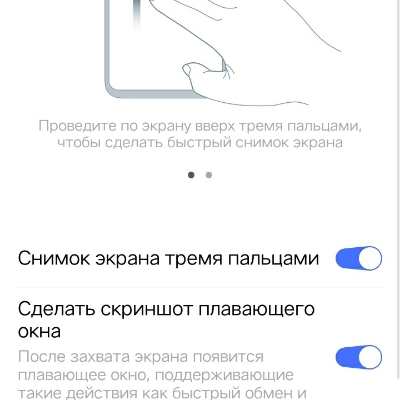 Проведите по экрану вверх тремя пальцами,
чтобы сделать быстрый снимок экрана
Снимок экрана тремя пальцами
Сделать скриншот плавающего
окна
После захвата экрана появится
плавающее окно, поддерживающие
такие действия как быстрый обмен и